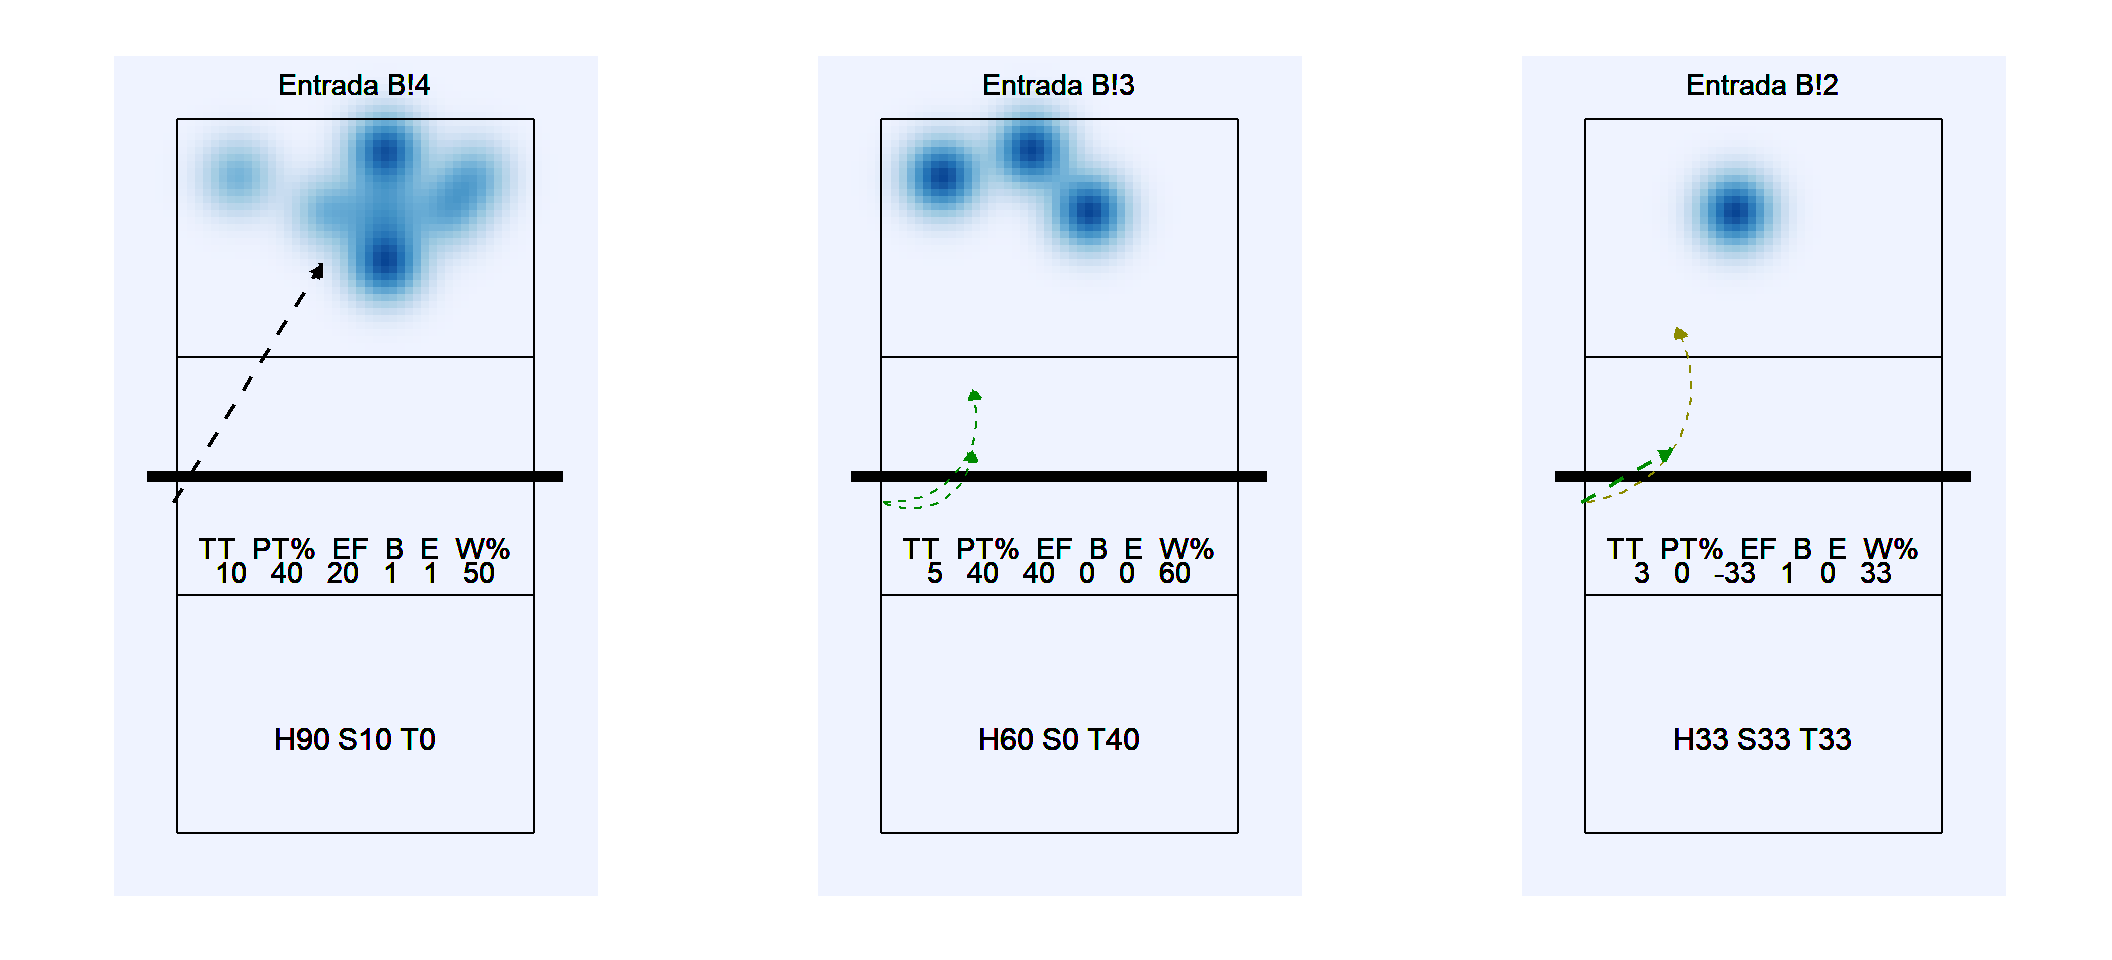 Entrada B!4
TT PT% EF B E W%
10 40 20 1 1 50
H90 S10 T0
Entrada B!3
TT PT% EF B E W%
5 40 40 0 0 60
H60 S0 T40
Entrada B!2
TT PT% EF B E W%
3 0 -33 1 0 33
H33 S33 T33